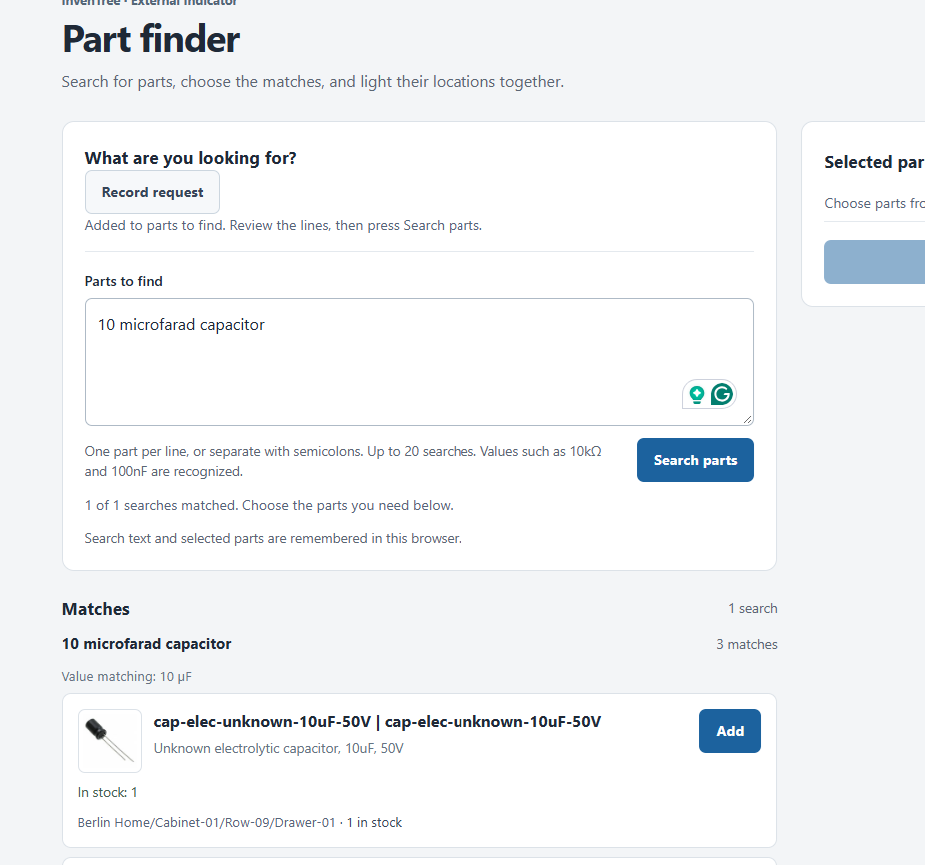 InvenTree · External Indicator
Part finder
Search for parts, choose the matches, and light their locations together.
What are you looking for?
Record request
Added to parts to find. Review the lines, then press Search parts.
Parts to find
10 microfarad capacitor
One part per line, or separate with semicolons. Up to 20 searches. Values such as 10kΩ
and 100nF are recognized.
Search parts
1 of 1 searches matched. Choose the parts you need below.
Search text and selected parts are remembered in this browser.
Selected par
Choose parts fro
Matches
1 search
10 microfarad capacitor
3 matches
Value matching: 10 µF
cap-elec-unknown-10uF-50V | cap-elec-unknown-10uF-50V
Unknown electrolytic capacitor, 10uF, 50V
Add
In stock: 1
Berlin Home/Cabinet-01/Row-09/Drawer-01 · 1 in stock